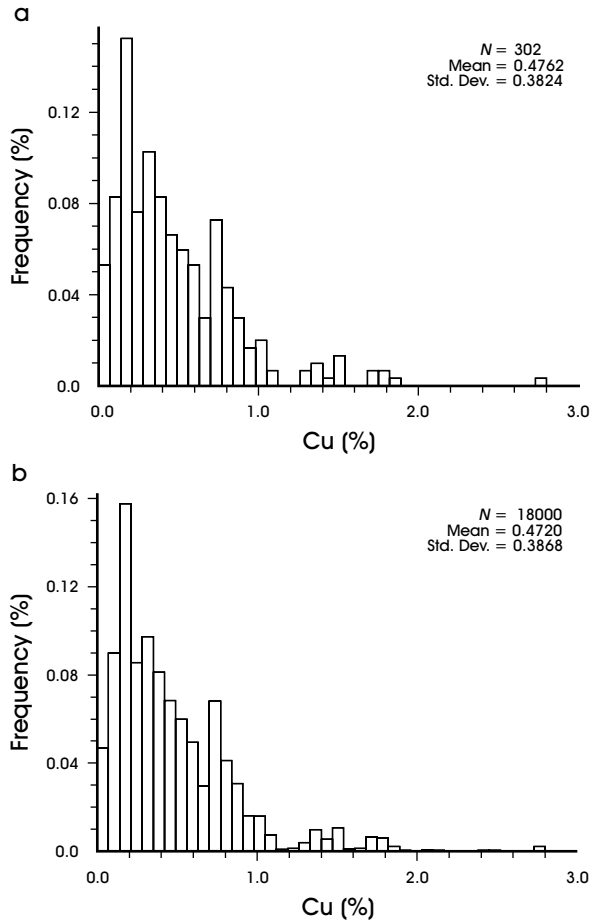 a
N = 302
Mean = 0.4762
Std. Dev. = 0.3824
Frequency (%)
0.12
0.08
0.04
0.0
0.0 1.0 2.0 3.0
Cu (%)
b
N = 18000
Mean = 0.4720
Std. Dev. = 0.3868
Frequency (%)
0.16
0.12
0.08
0.04
0.0
0.0 1.0 2.0 3.0
Cu (%)